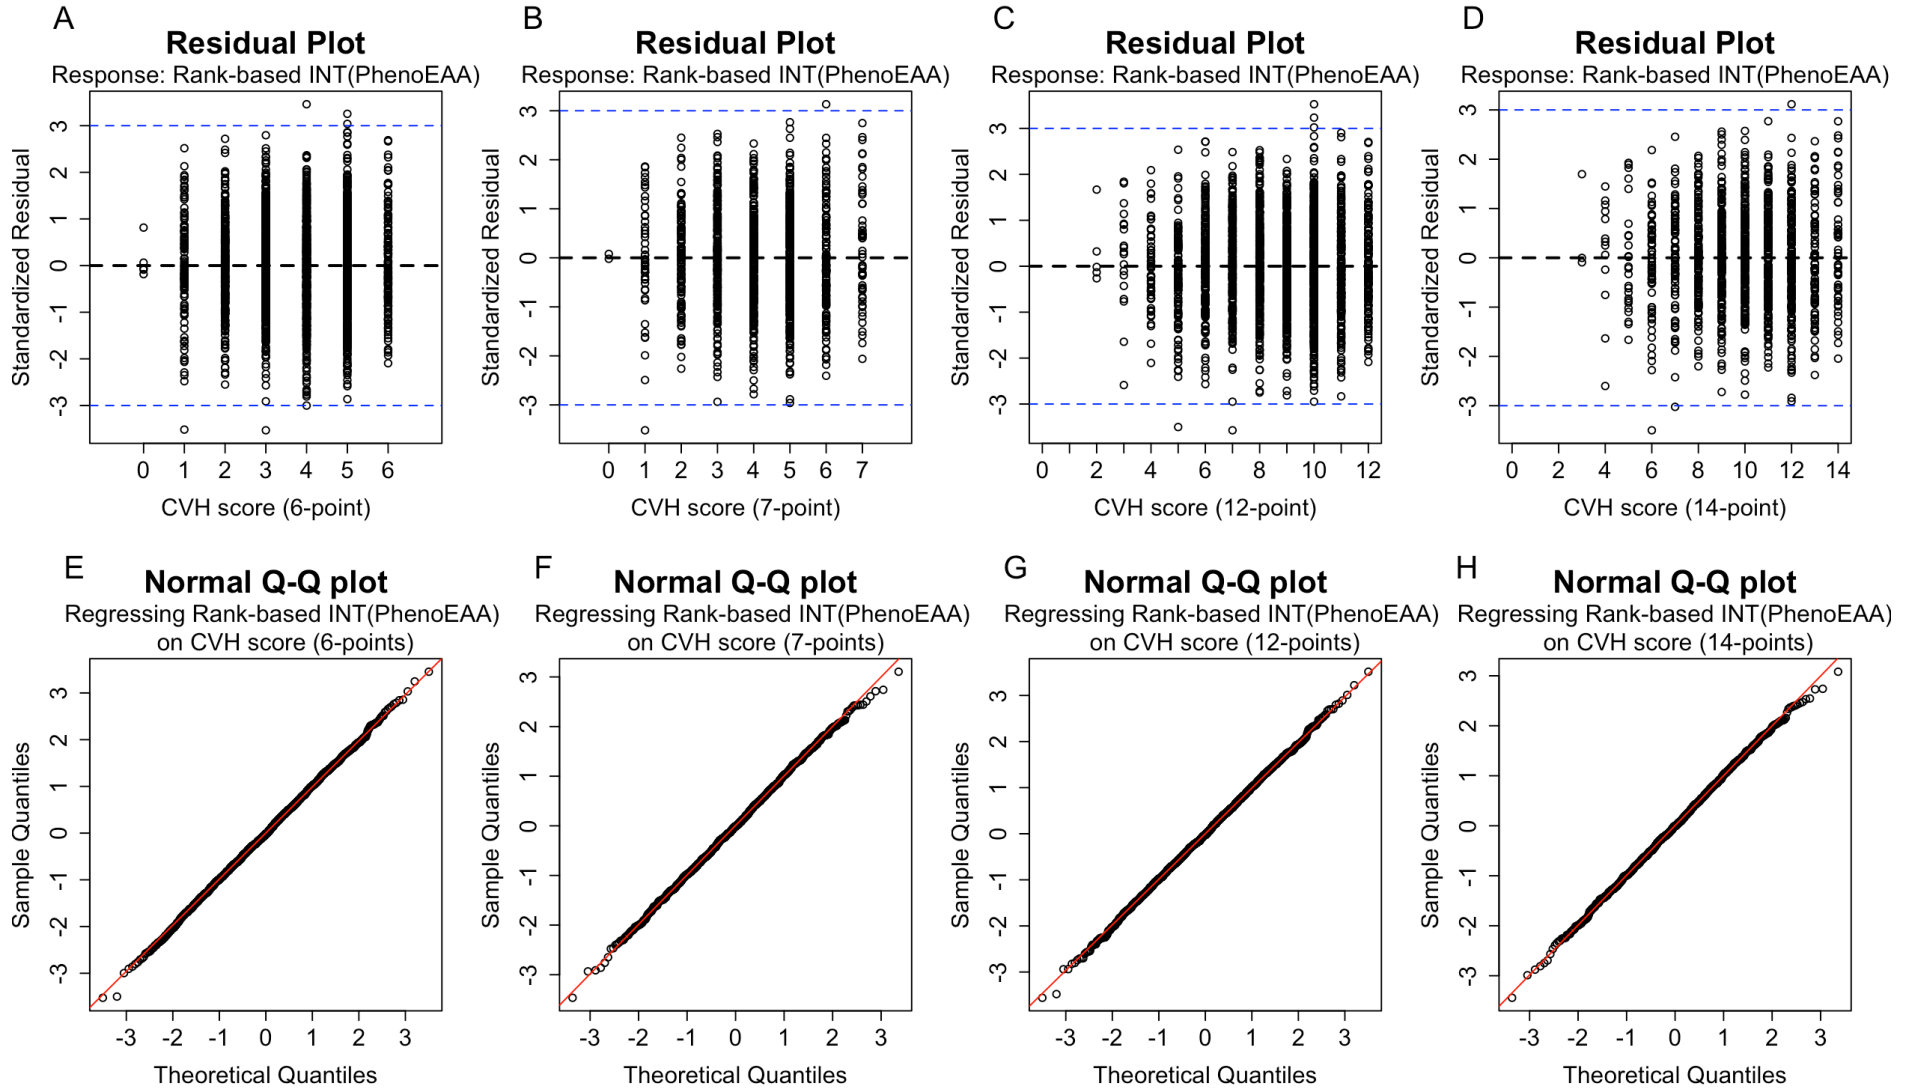 A
Residual Plot
Response: Rank-based INT(PhenoEAA)
Standardized Residual
3
2
1
0
-1
-2
-3
0 1 2 3 4 5 6
CVH score (6-point)
B
Residual Plot
Response: Rank-based INT(PhenoEAA)
Standardized Residual
3
2
1
0
-1
-2
-3
0 1 2 3 4 5 6 7
CVH score (7-point)
C
Residual Plot
Response: Rank-based INT(PhenoEAA)
Standardized Residual
3
2
1
0
-1
-2
-3
0 2 4 6 8 10 12
CVH score (12-point)
D
Residual Plot
Response: Rank-based INT(PhenoEAA)
Standardized Residual
3
2
1
0
-1
-2
-3
0 2 4 6 8 10 12 14
CVH score (14-point)
E
Normal Q-Q plot
Regressing Rank-based INT(PhenoEAA)
on CVH score (6-points)
Sample Quantiles
3
2
1
0
-1
-2
-3
-3 -2 -1 0 1 2 3
Theoretical Quantiles
F
Normal Q-Q plot
Regressing Rank-based INT(PhenoEAA)
on CVH score (7-points)
Sample Quantiles
3
2
1
0
-1
-2
-3
-3 -2 -1 0 1 2 3
Theoretical Quantiles
G
Normal Q-Q plot
Regressing Rank-based INT(PhenoEAA)
on CVH score (12-points)
Sample Quantiles
3
2
1
0
-1
-2
-3
-3 -2 -1 0 1 2 3
Theoretical Quantiles
H
Normal Q-Q plot
Regressing Rank-based INT(PhenoEAA)
on CVH score (14-points)
Sample Quantiles
3
2
1
0
-1
-2
-3
-3 -2 -1 0 1 2 3
Theoretical Quantiles